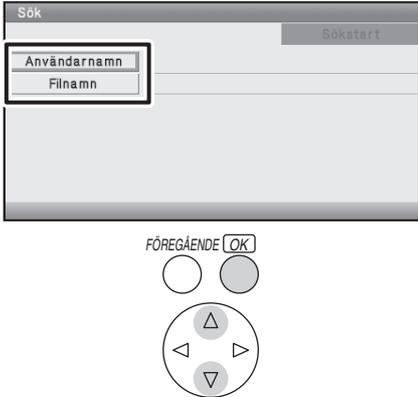 Sök
Sökstart
Användarnamn
Filnamn
FÖREGÅENDE OK